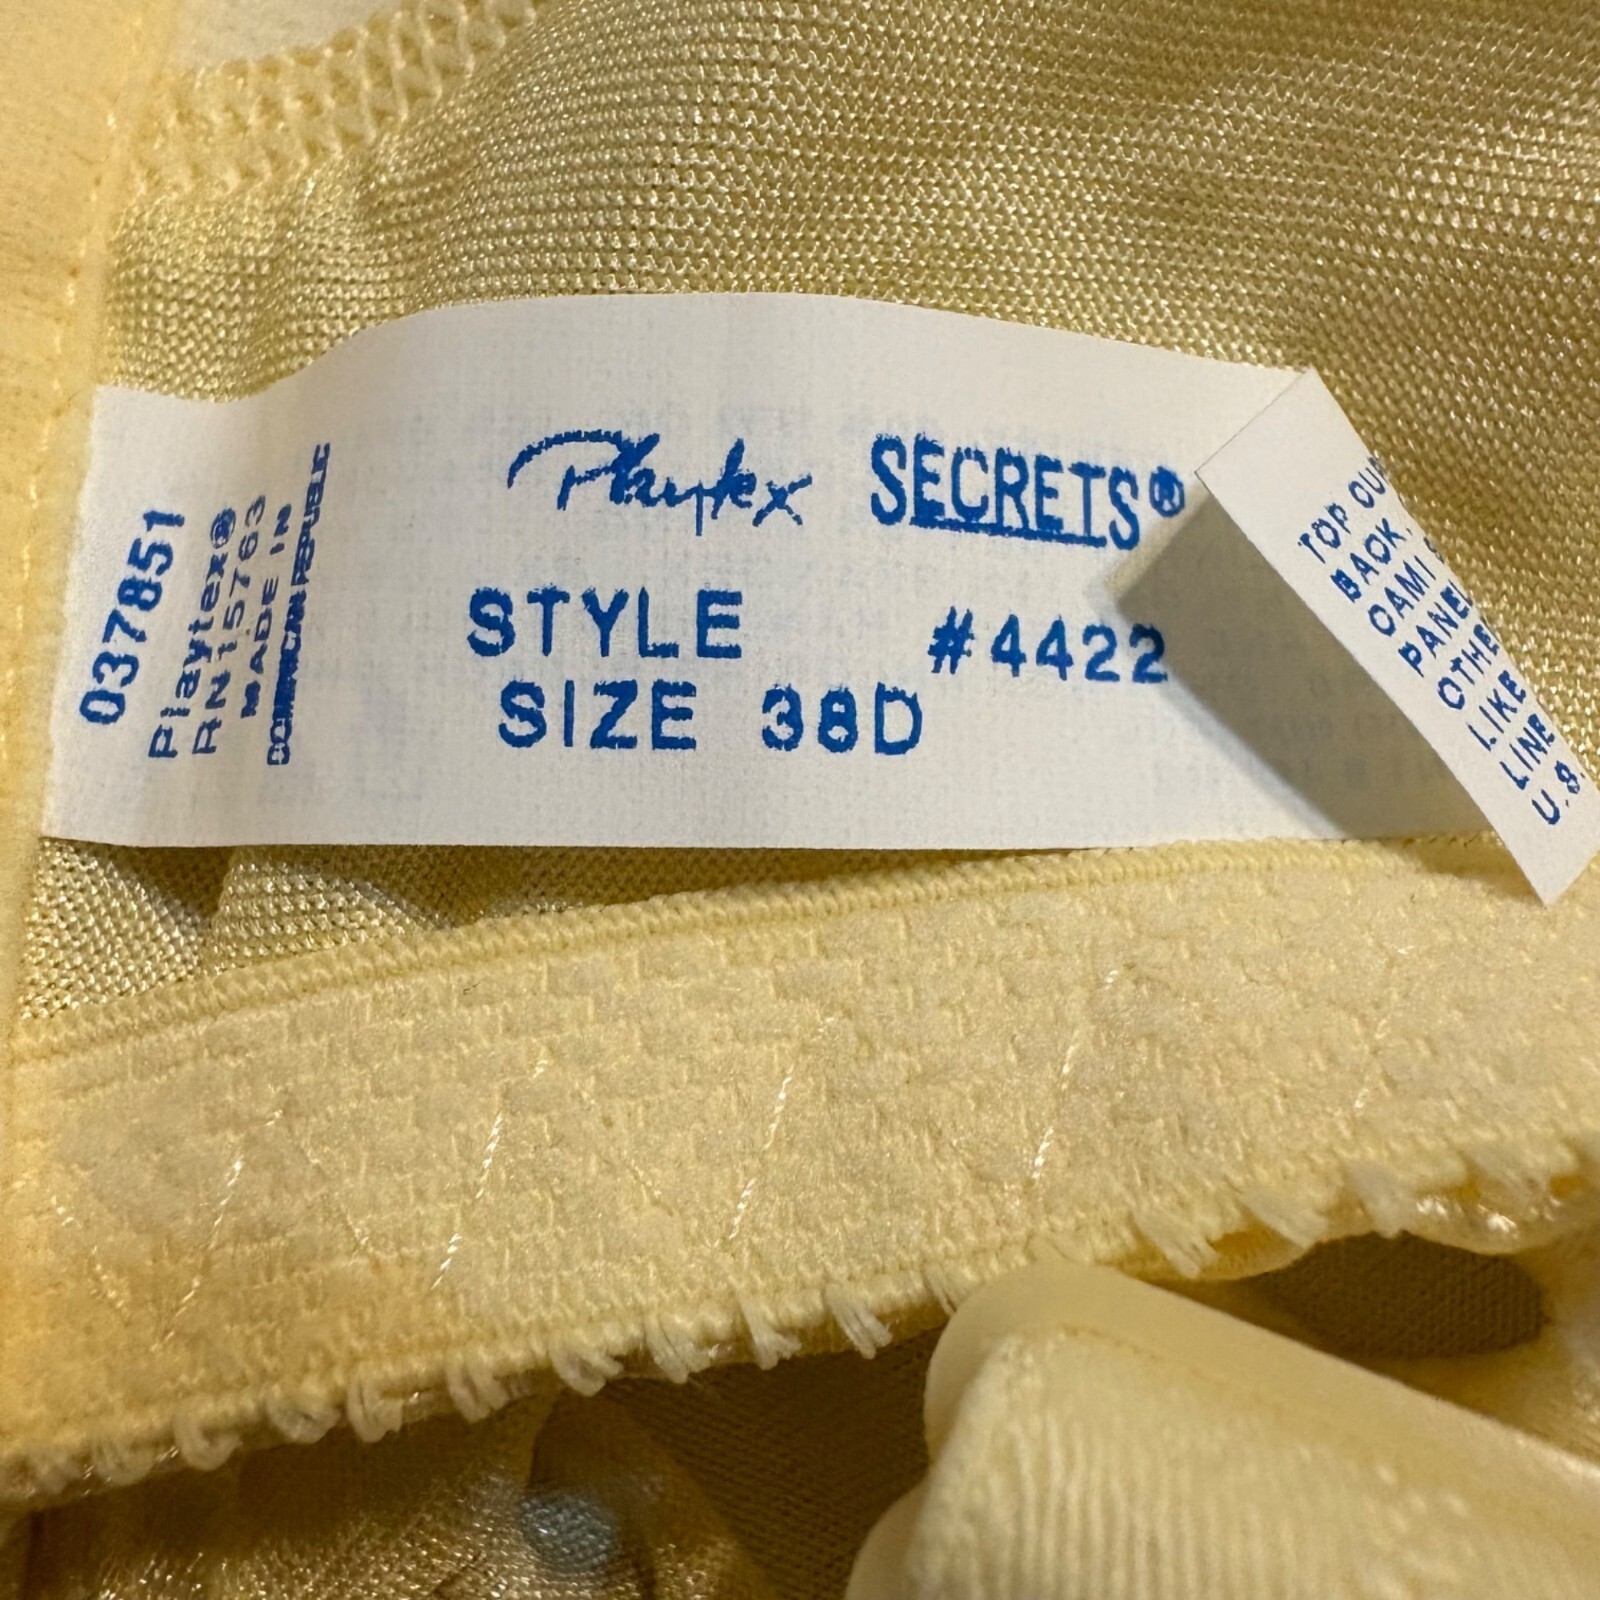 037851
Playtex®
RN15763
MADE IN
DOMINICAN REPUBLIC
Playtex SECRETS®
STYLE #4422
SIZE 38D
TOP OU
BACK,
CAMI
PANEL
OTHE
LIKE
LINE
U.S.